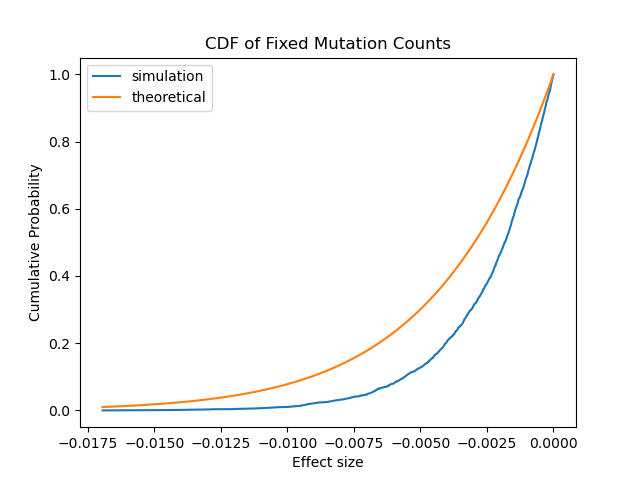 CDF of Fixed Mutation Counts
simulation
theoretical
Cumulative Probability
1.0
0.8
0.6
0.4
0.2
0.0
−0.0175 −0.0150 −0.0125 −0.0100 −0.0075 −0.0050 −0.0025 0.0000
Effect size